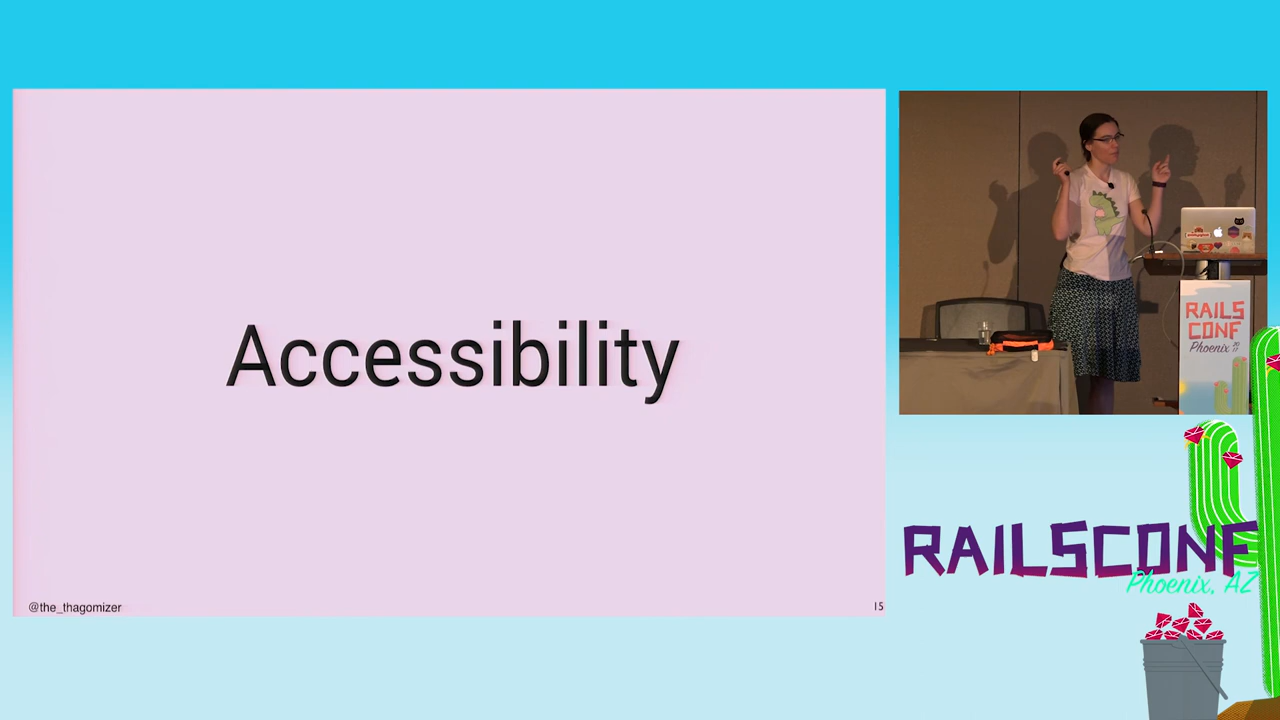 Accessibility
@the_thagomizer
15
RAILS
CONF
Phoenix
RAILSCONF
Phoenix, AZ